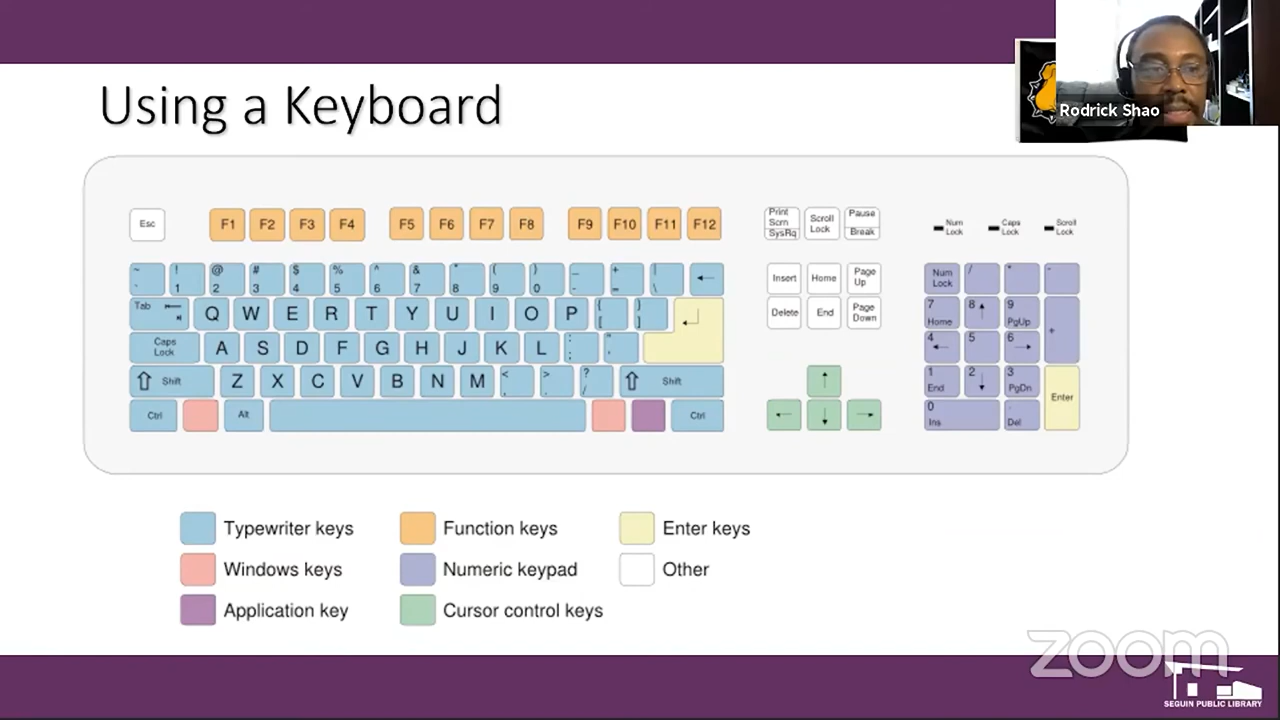 Using a Keyboard
Rodrick Shao
Esc F1 F2 F3 F4 F5 F6 F7 F8 F9 F10 F11 F12
Print Scrn SysRq
Scroll Lock
Pause Break
Num Lock
Caps Lock
Scroll Lock
~ `
! 1
@ 2
# 3
$ 4
% 5
^ 6
& 7
* 8
( 9
) 0
_ -
+ =
| \
←
Insert Home Page Up
Num Lock / * -
Tab Q W E R T Y U I O P { [ } ]
Delete End Page Down
7 Home 8 ↑ 9 PgUp +
Caps Lock A S D F G H J K L : ; " '
4 ← 5 6 →
⇧ Shift Z X C V B N M < , > . ? / ⇧ Shift
↑
1 End 2 ↓ 3 PgDn Enter
Ctrl Alt Ctrl
← ↓ →
0 Ins . Del
Typewriter keys Function keys Enter keys
Windows keys Numeric keypad Other
Application key Cursor control keys
zoom
SEGUIN PUBLIC LIBRARY